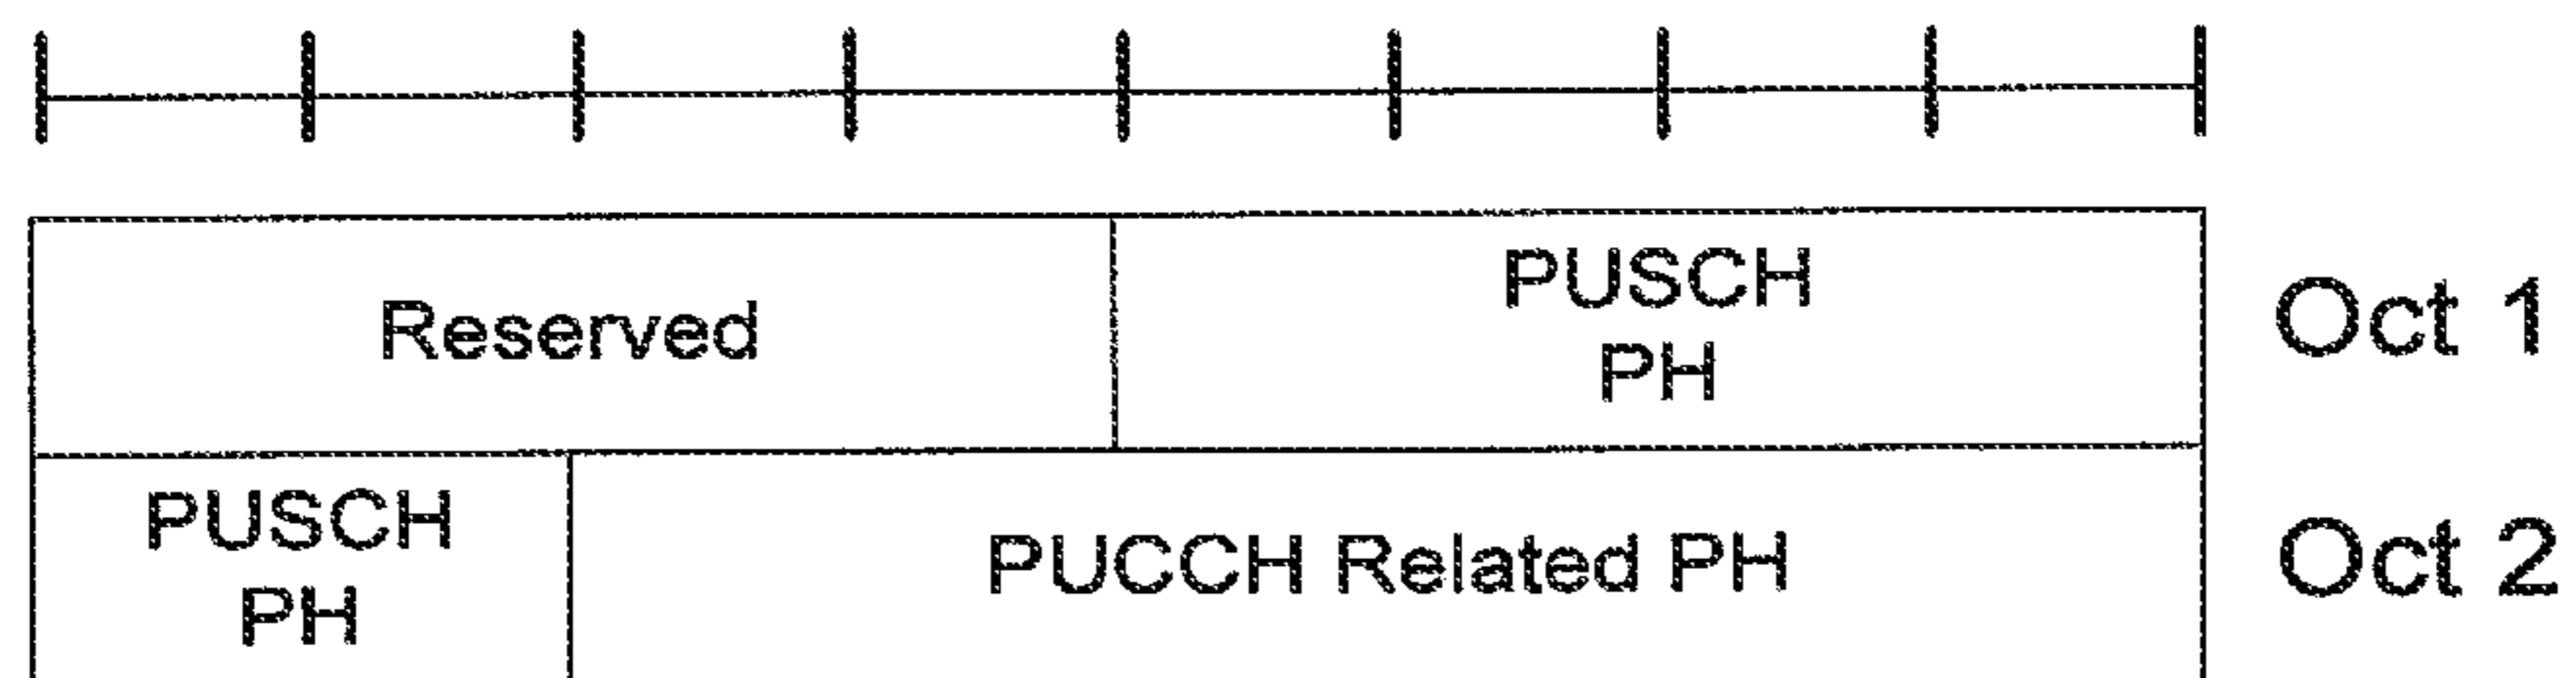 Reserved
PUSCH
PH
Oct 1
PUSCH
PH
PUCCH Related PH
Oct 2